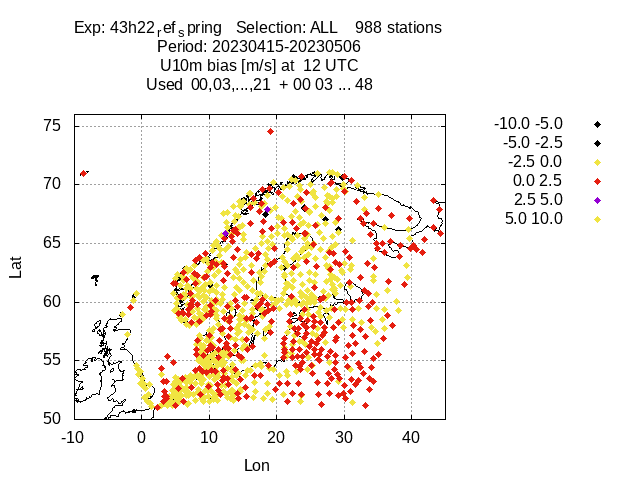 Exp: 43h22refspring Selection: ALL 988 stations
Period: 20230415-20230506
U10m bias [m/s] at 12 UTC
Used 00,03,...,21 + 00 03 ... 48
75
70
65
60
55
50
-10 0 10 20 30 40
Lat
Lon
-10.0 -5.0
-5.0 -2.5
-2.5 0.0
0.0 2.5
2.5 5.0
5.0 10.0